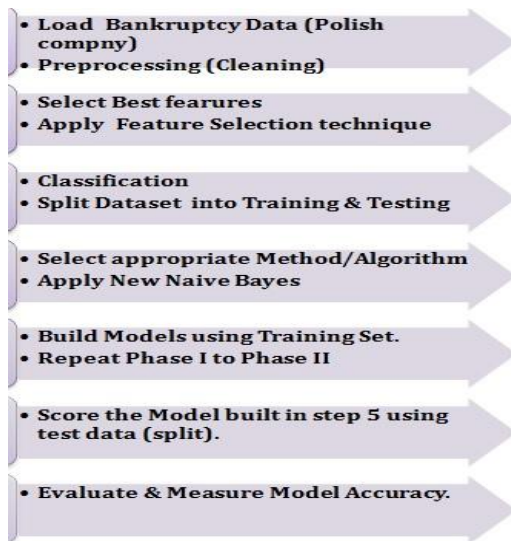 • Load Bankruptcy Data (Polish
compny)
• Preprocessing (Cleaning)
• Select Best fearures
• Apply Feature Selection technique
• Classification
• Split Dataset into Training & Testing
• Select appropriate Method/Algorithm
• Apply New Naive Bayes
• Build Models using Training Set.
• Repeat Phase I to Phase II
• Score the Model built in step 5 using
test data (split).
• Evaluate & Measure Model Accuracy.